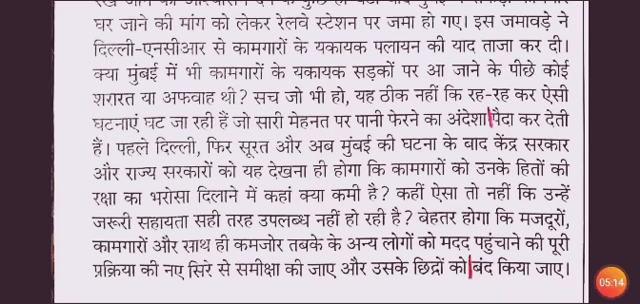 घर जाने की मांग को लेकर रेलवे स्टेशन पर जमा हो गए। इस जमावड़े ने
दिल्ली-एनसीआर से कामगारों के यकायक पलायन की याद ताजा कर दी।
क्या मुंबई में भी कामगारों के यकायक सड़कों पर आ जाने के पीछे कोई
शरारत या अफवाह थी? सच जो भी हो, यह ठीक नहीं कि रह-रह कर ऐसी
घटनाएं घट जा रही हैं जो सारी मेहनत पर पानी फेरने का अंदेशा पैदा कर देती
हैं। पहले दिल्ली, फिर सूरत और अब मुंबई की घटना के बाद केंद्र सरकार
और राज्य सरकारों को यह देखना ही होगा कि कामगारों को उनके हितों की
रक्षा का भरोसा दिलाने में कहां क्या कमी है? कहीं ऐसा तो नहीं कि उन्हें
जरूरी सहायता सही तरह उपलब्ध नहीं हो रही है? बेहतर होगा कि मजदूरों,
कामगारों और साथ ही कमजोर तबके के अन्य लोगों को मदद पहुंचाने की पूरी
प्रक्रिया की नए सिरे से समीक्षा की जाए और उसके छिद्रों को बंद किया जाए।
05:14